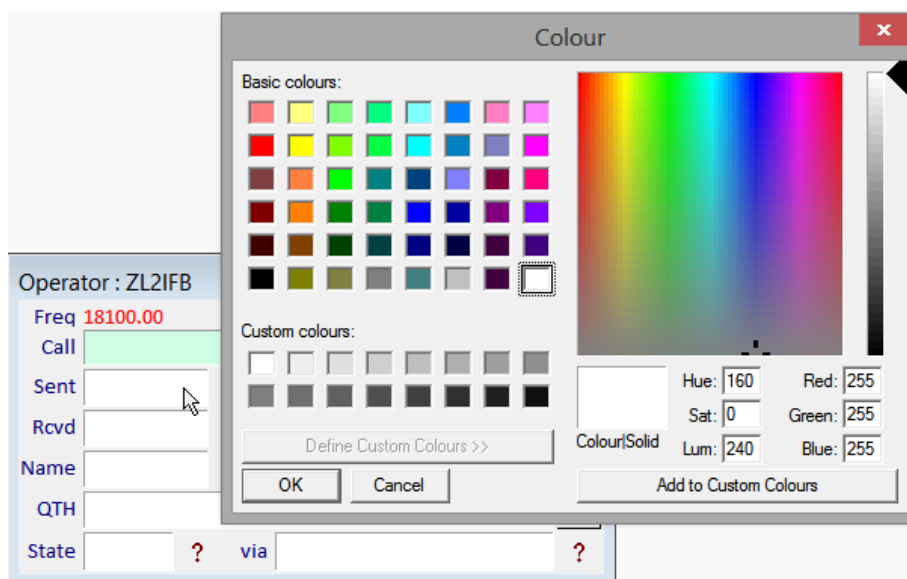 Colour
x
Basic colours:
Custom colours:
Define Custom Colours >>
OK
Cancel
Colour|Solid
Hue: 160
Sat: 0
Lum: 240
Red: 255
Green: 255
Blue: 255
Add to Custom Colours
Operator : ZL2IFB
Freq 18100.00
Call
Sent
Rcvd
Name
QTH
State ? via ?